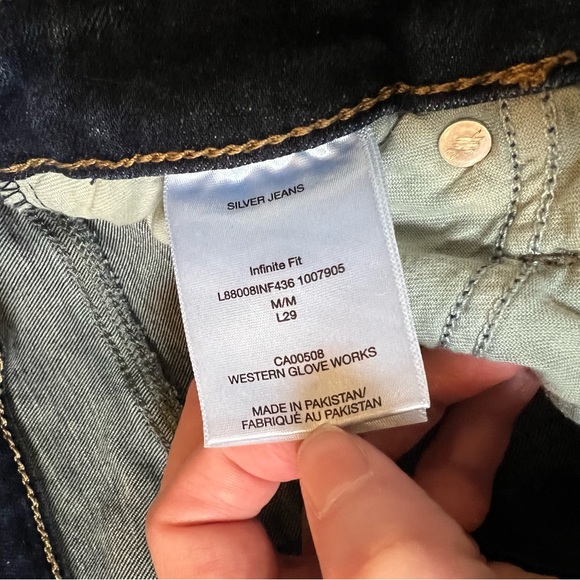 SILVER JEANS
Infinite Fit
L88008INF436 1007905
M/M
L29
CA00508
WESTERN GLOVE WORKS
MADE IN PAKISTAN/
FABRIQUÉ AU PAKISTAN